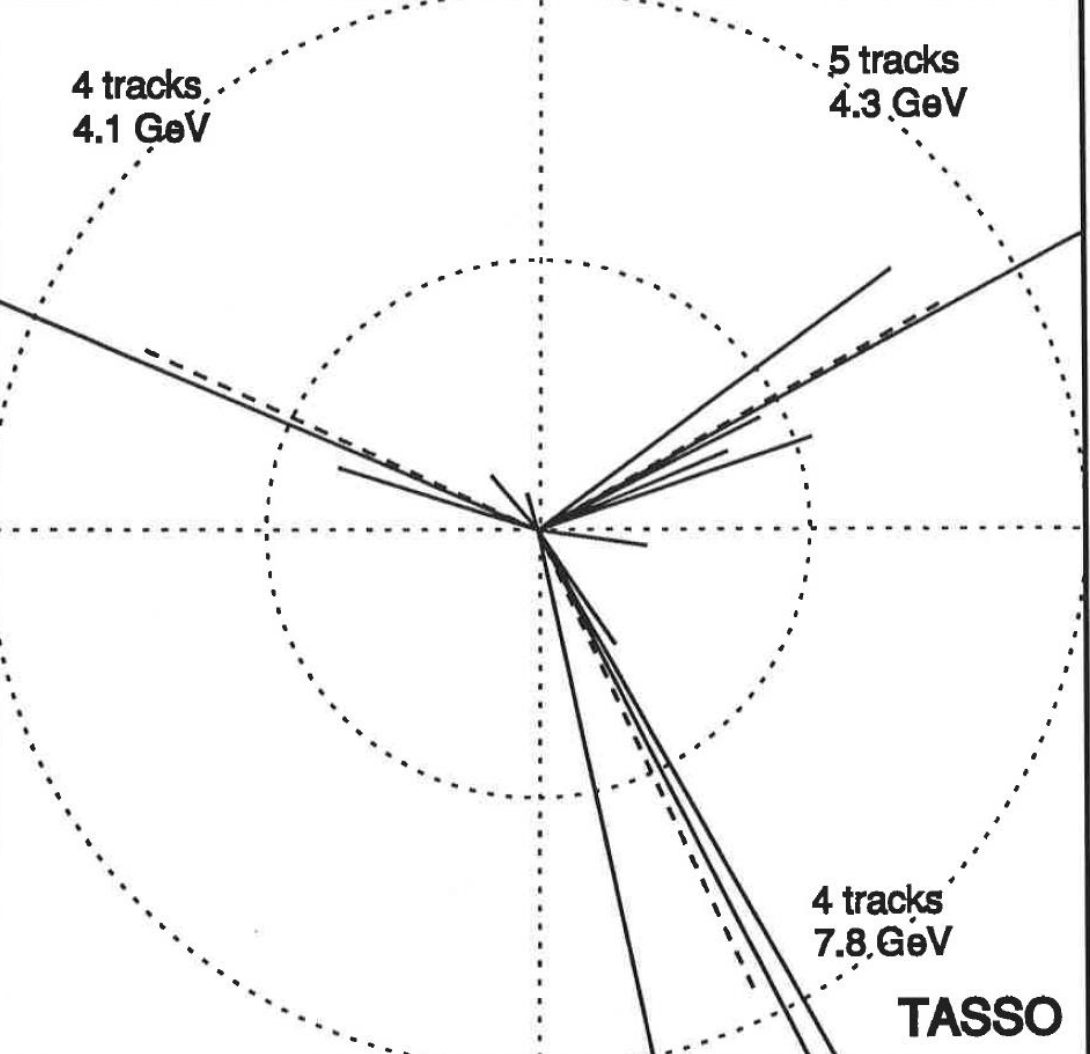 4 tracks
4.1 GeV
5 tracks
4.3 GeV
4 tracks
7.8 GeV
TASSO